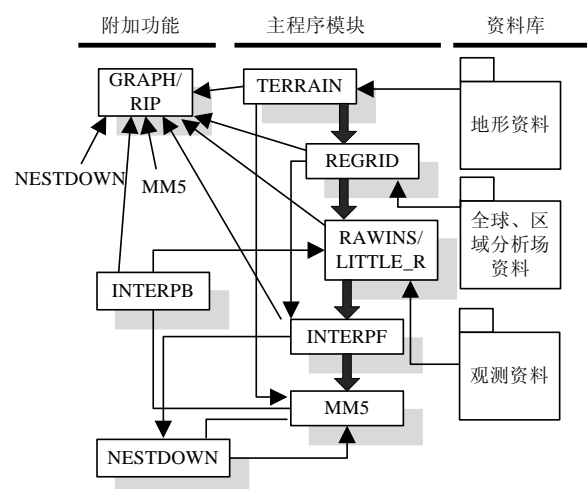 附加功能
主程序模块
资料库
GRAPH/
RIP
TERRAIN
地形资料
REGRID
NESTDOWN
MM5
全球、区
域分析场
资料
RAWINS/
LITTLE_R
INTERPB
INTERPF
观测资料
MM5
NESTDOWN